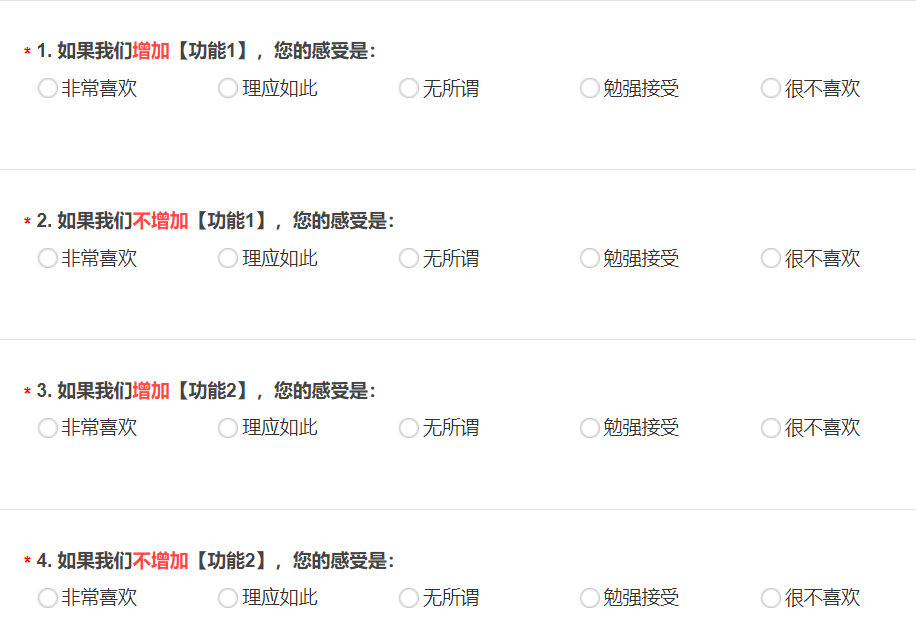 * 1. 如果我们增加【功能1】，您的感受是：
非常喜欢 理应如此 无所谓 勉强接受 很不喜欢
* 2. 如果我们不增加【功能1】，您的感受是：
非常喜欢 理应如此 无所谓 勉强接受 很不喜欢
* 3. 如果我们增加【功能2】，您的感受是：
非常喜欢 理应如此 无所谓 勉强接受 很不喜欢
* 4. 如果我们不增加【功能2】，您的感受是：
非常喜欢 理应如此 无所谓 勉强接受 很不喜欢